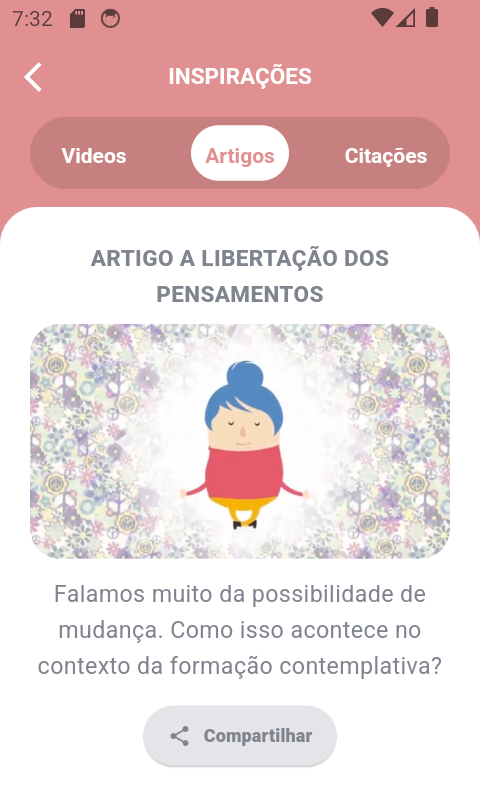 7:32
INSPIRAÇÕES
Videos
Artigos
Citações
ARTIGO A LIBERTAÇÃO DOS
PENSAMENTOS
Falamos muito da possibilidade de
mudança. Como isso acontece no
contexto da formação contemplativa?
Compartilhar